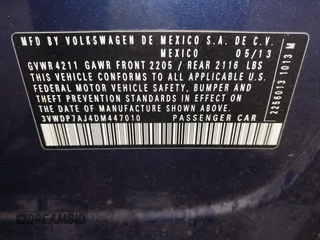 MFD BY VOLKSWAGEN DE MEXICO S.A. DE C.V.
MEXICO 05/13
GVWR 4211 GAWR FRONT 2205 / REAR 2116 LBS
THIS VEHICLE CONFORMS TO ALL APPLICABLE U.S.
FEDERAL MOTOR VEHICLE SAFETY, BUMPER AND
THEFT PREVENTION STANDARDS IN EFFECT ON
THE DATE OF MANUFACTURE SHOWN ABOVE.
3VWDP7AJ4DM447010 PASSENGER CAR
2256013 1013 M
DREAMBID